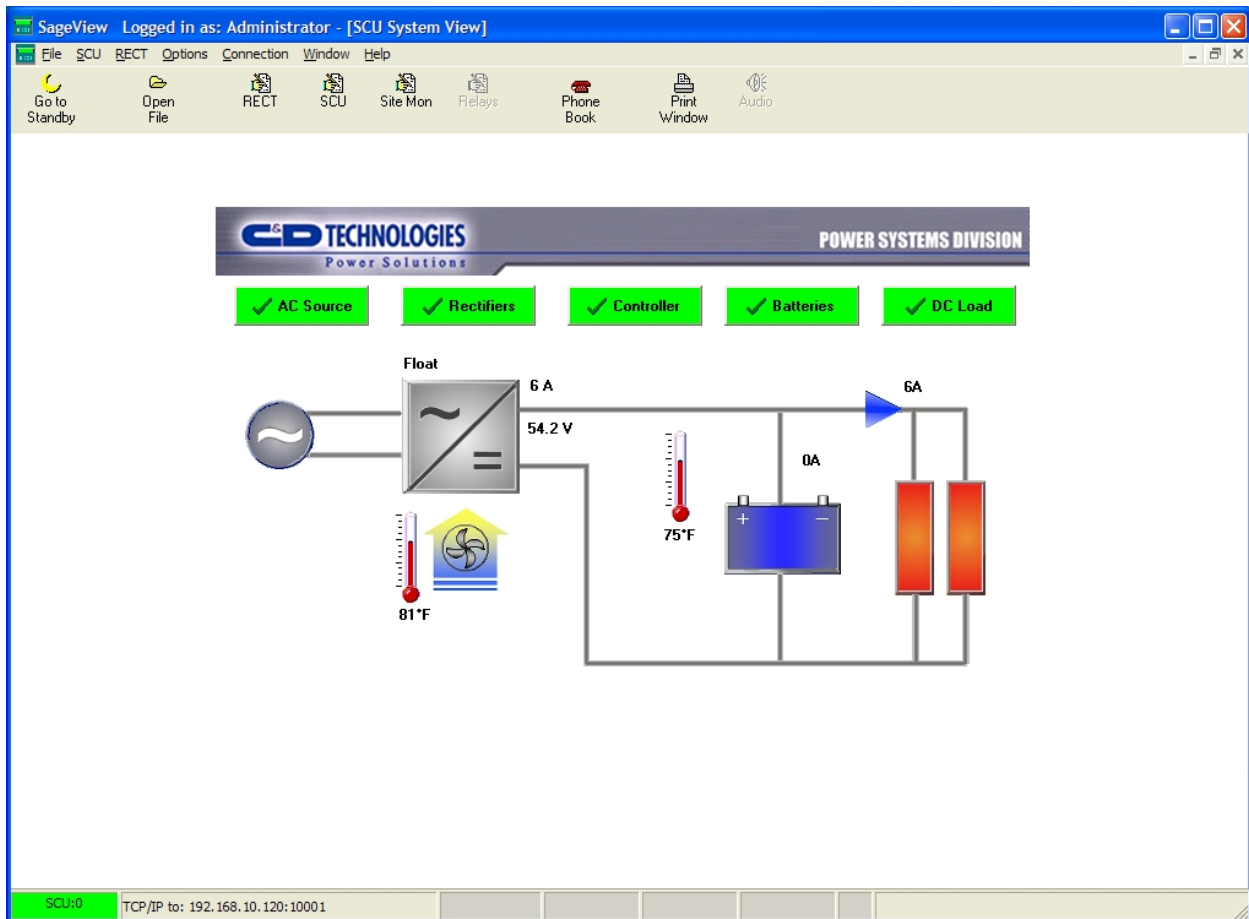 SageView Logged in as: Administrator - [SCU System View]
File SCU RECT Options Connection Window Help
Go to
Standby
Open
File
RECT
SCU
Site Mon
Relays
Phone
Book
Print
Window
Audio
C&D TECHNOLOGIES
Power Solutions
POWER SYSTEMS DIVISION
AC Source
Rectifiers
Controller
Batteries
DC Load
Float
6 A
54.2 V
6A
0A
75°F
81°F
SCU:0
TCP/IP to: 192.168.10.120:10001